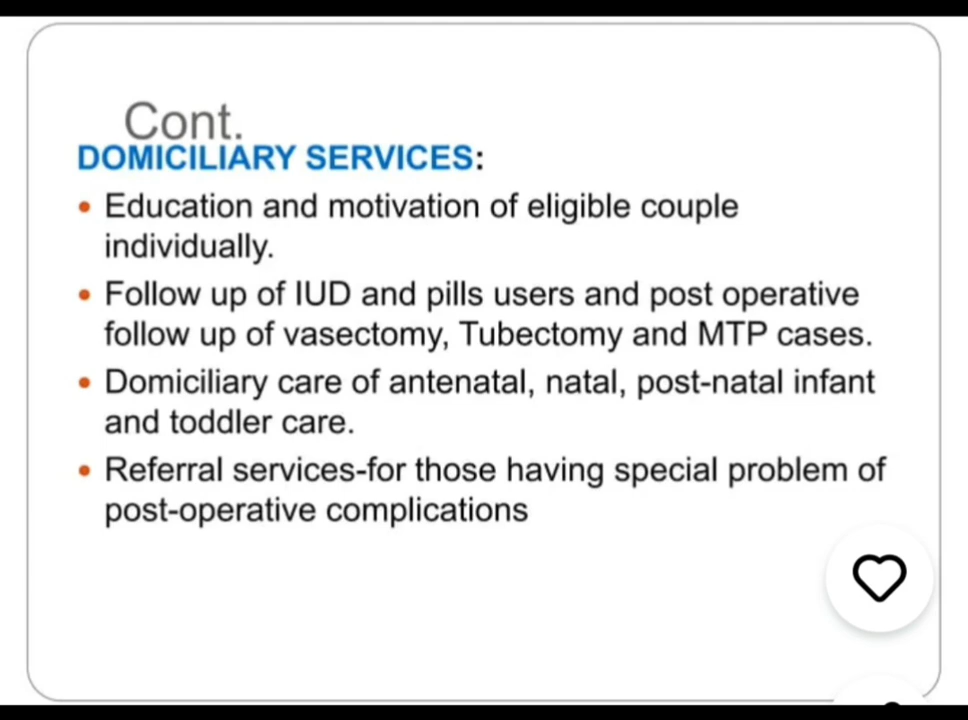 Cont.
DOMICILIARY SERVICES:
• Education and motivation of eligible couple
individually.
• Follow up of IUD and pills users and post operative
follow up of vasectomy, Tubectomy and MTP cases.
• Domiciliary care of antenatal, natal, post-natal infant
and toddler care.
• Referral services-for those having special problem of
post-operative complications